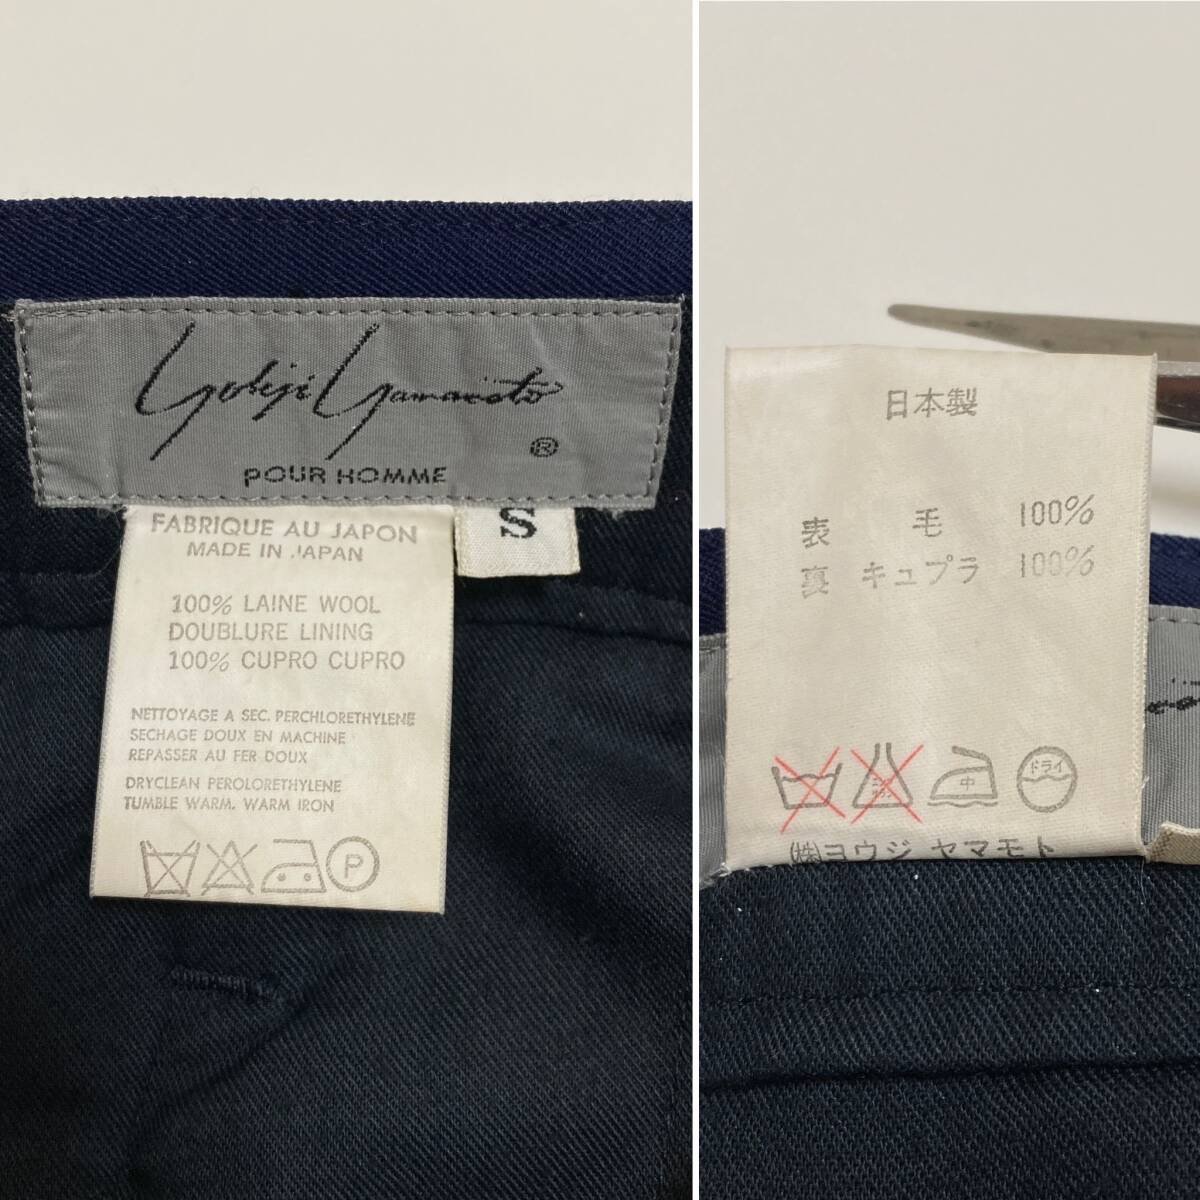 Yohji Yamamoto
®
POUR HOMME
S
FABRIQUE AU JAPON
MADE IN JAPAN
100% LAINE WOOL
DOUBLURE LINING
100% CUPRO CUPRO
NETTOYAGE A SEC. PERCHLORETHYLENE
SECHAGE DOUX EN MACHINE
REPASSER AU FER DOUX
DRYCLEAN PEROLORETHYLENE
TUMBLE WARM. WARM IRON
P
日本製
表 毛 100%
裏 キュプラ 100%
中 ドライ
(株)ヨウジ ヤマモト